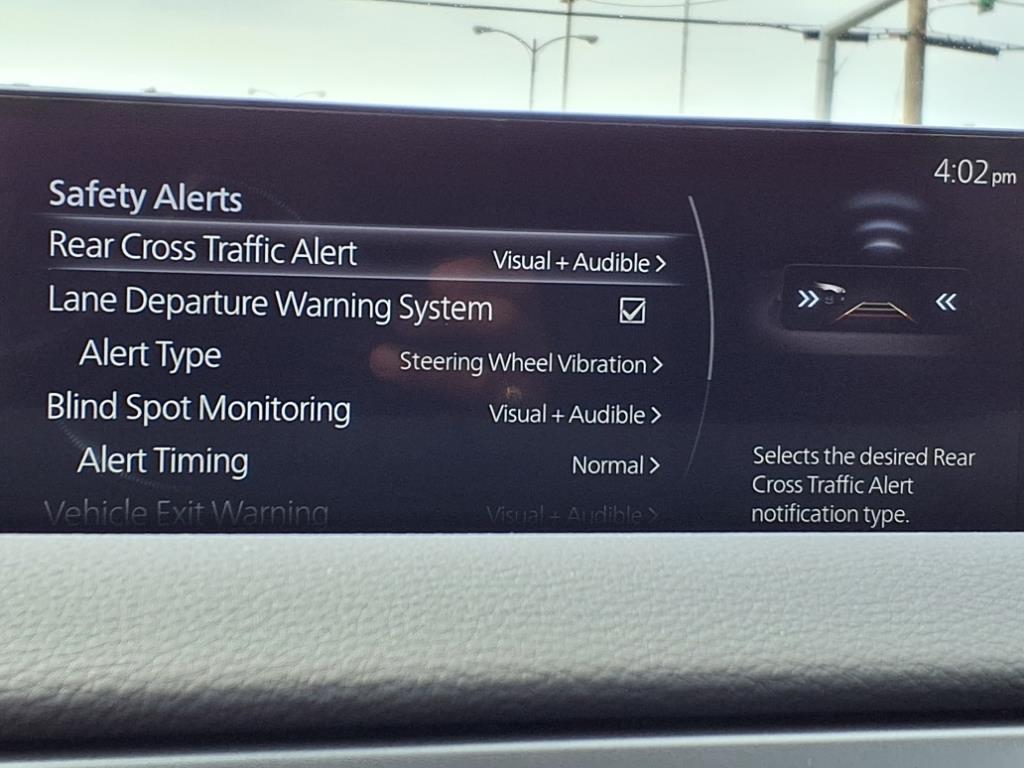 4:02 pm
Safety Alerts
Rear Cross Traffic Alert Visual + Audible >
Lane Departure Warning System
Alert Type Steering Wheel Vibration >
Blind Spot Monitoring Visual + Audible >
Alert Timing Normal >
Vehicle Exit Warning Visual + Audible >
Selects the desired Rear
Cross Traffic Alert
notification type.